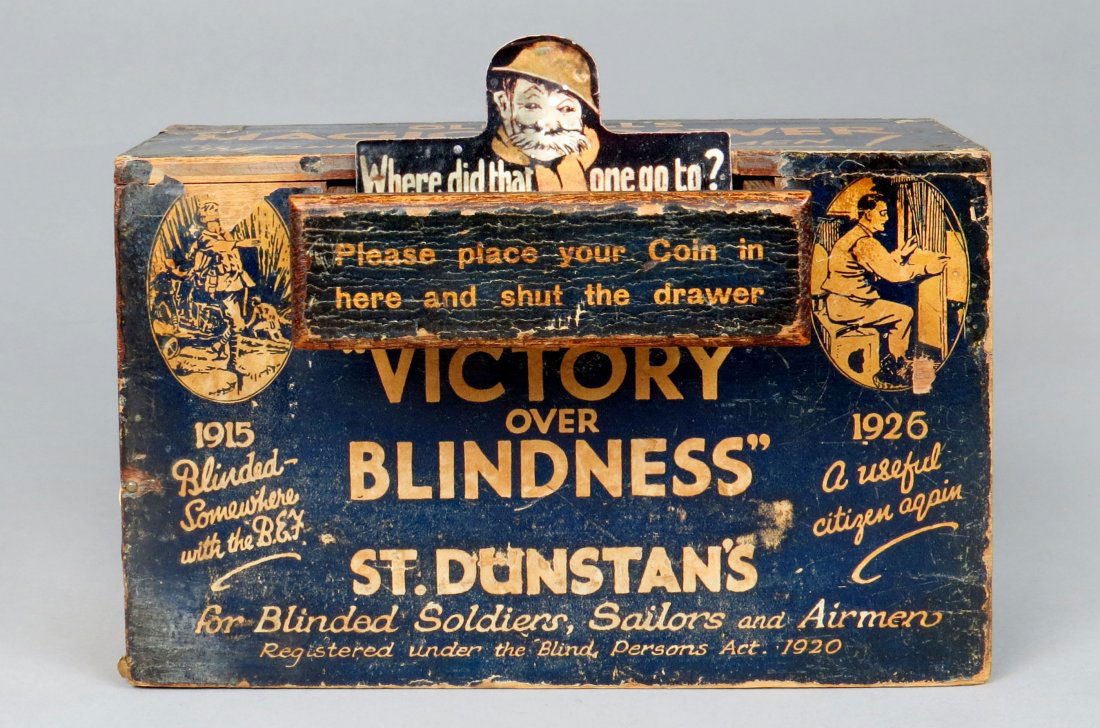 Where did that one go to?
Please place your Coin in
here and shut the drawer
"VICTORY
OVER
BLINDNESS"
1915
Blinded-
Somewhere
with the B.E.F.
1926
A useful
citizen again
ST. DUNSTAN'S
for Blinded Soldiers, Sailors and Airmen
Registered under the Blind Persons Act. 1920